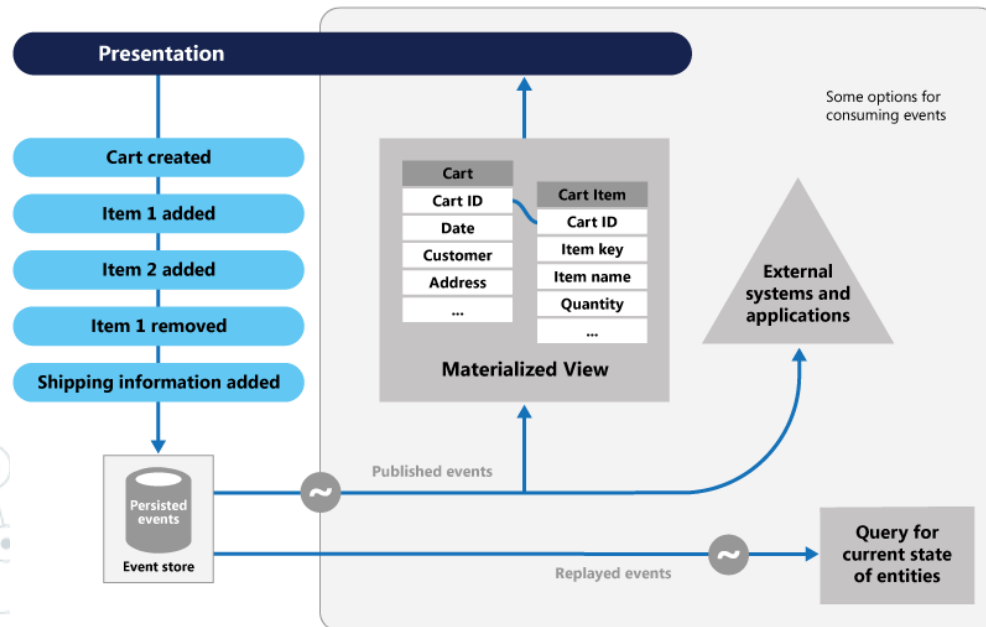 Presentation
Some options for
consuming events
Cart created
Item 1 added
Item 2 added
Item 1 removed
Shipping information added
Cart
Cart ID
Date
Customer
Address
...
Cart Item
Cart ID
Item key
Item name
Quantity
...
Materialized View
External
systems and
applications
Published events
Persisted
events
Event store
Replayed events
Query for
current state
of entities